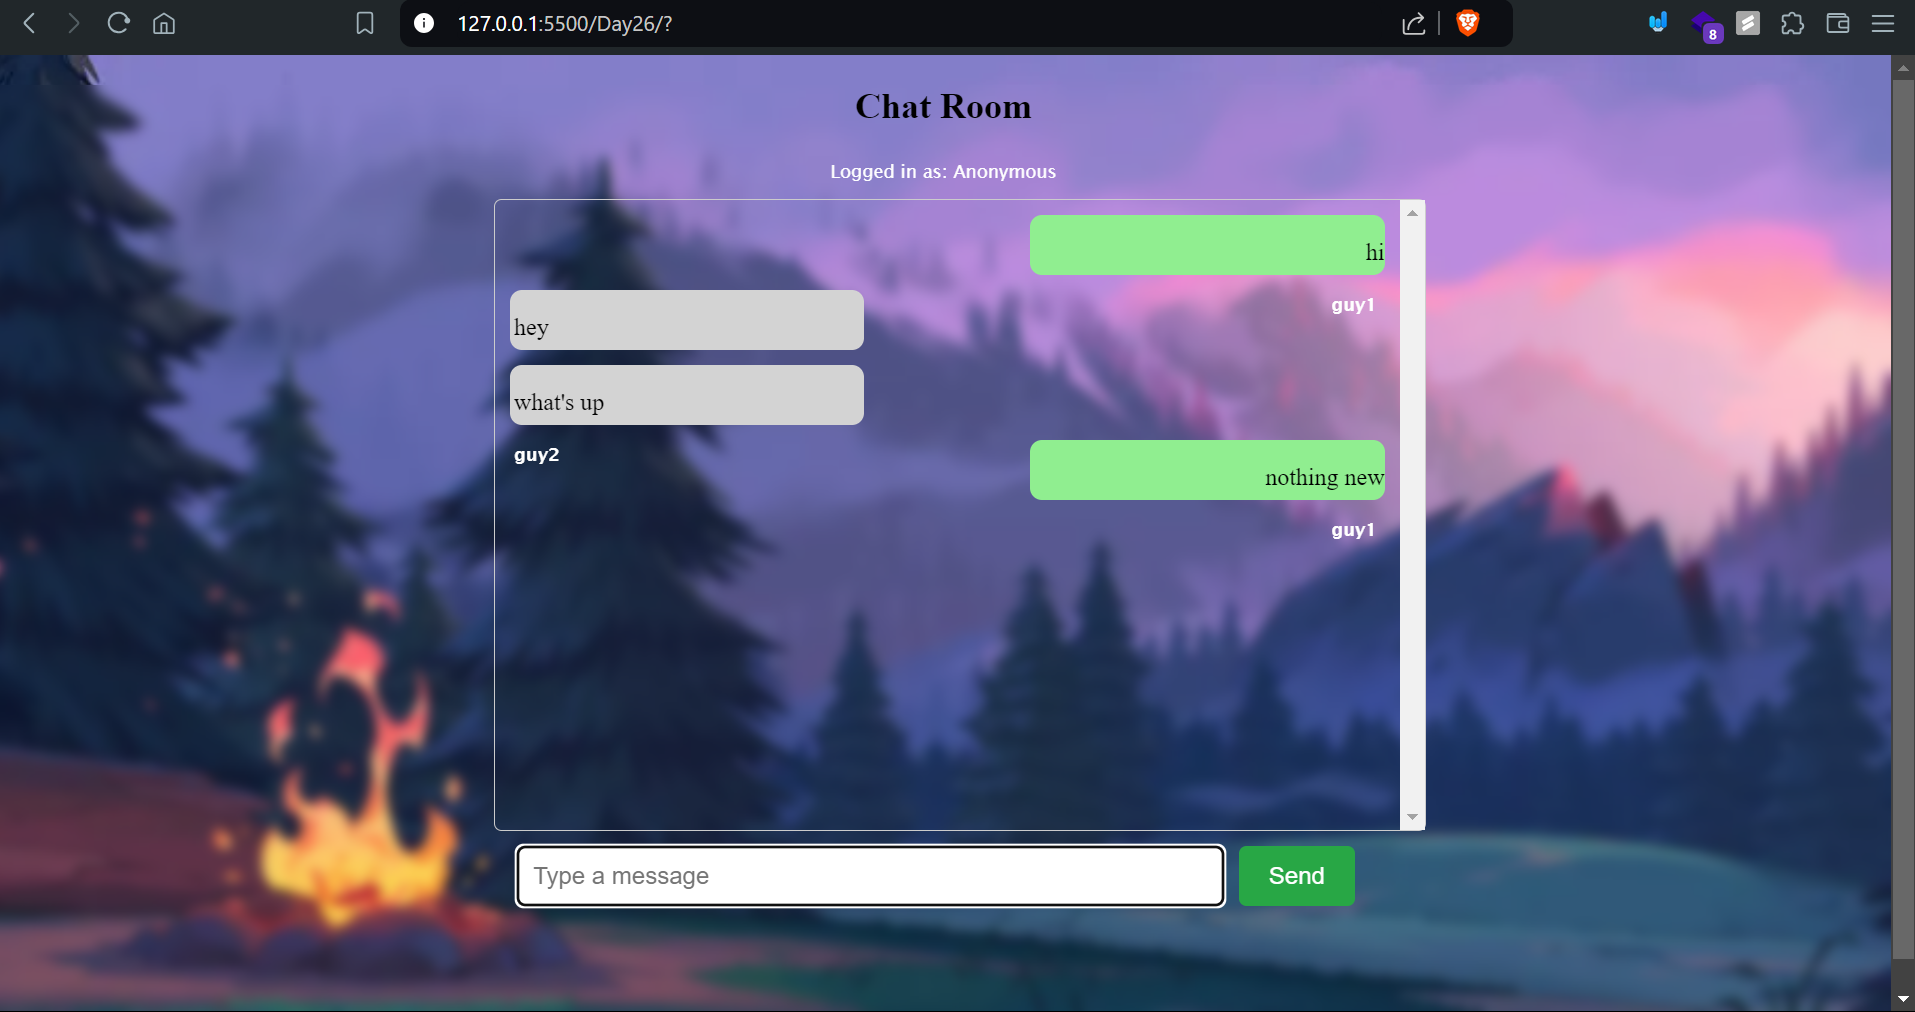 127.0.0.1:5500/Day26/?
8
Chat Room
Logged in as: Anonymous
hi
guy1
hey
what's up
guy2
nothing new
guy1
Type a message
Send